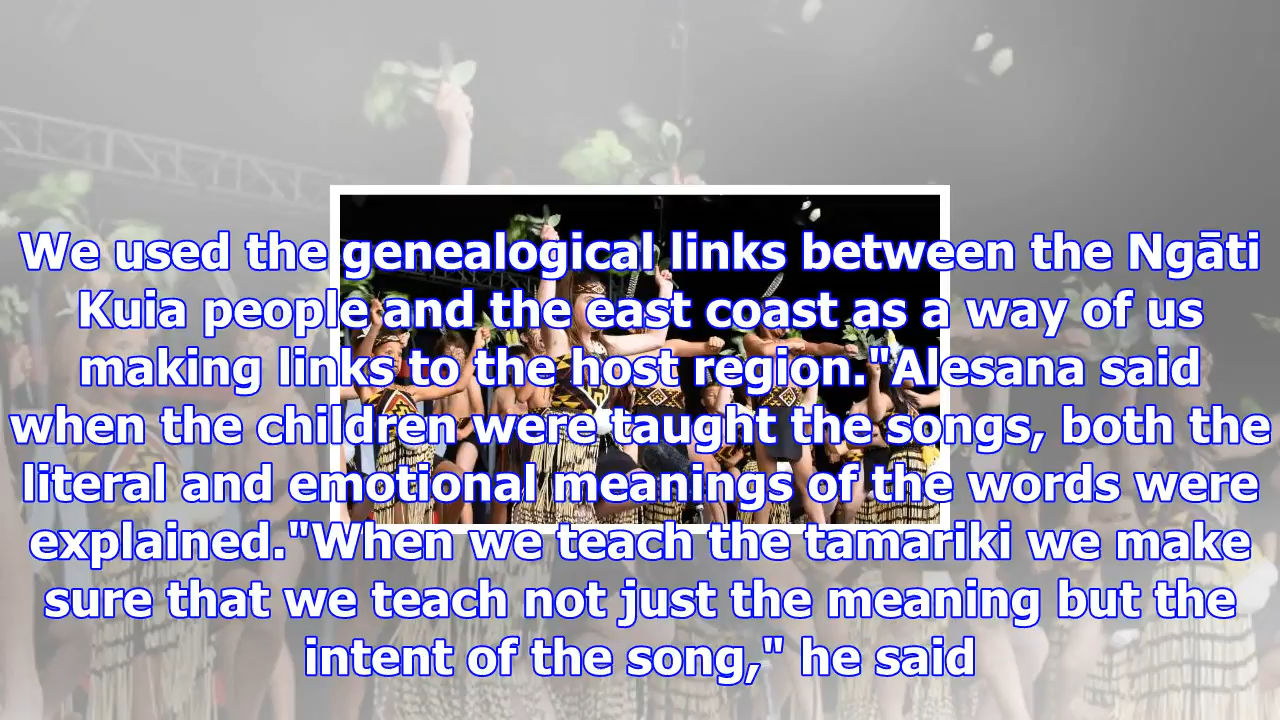 We used the genealogical links between the Ngāti
Kuia people and the east coast as a way of us
making links to the host region."Alesana said
when the children were taught the songs, both the
literal and emotional meanings of the words were
explained."When we teach the tamariki we make
sure that we teach not just the meaning but the
intent of the song," he said